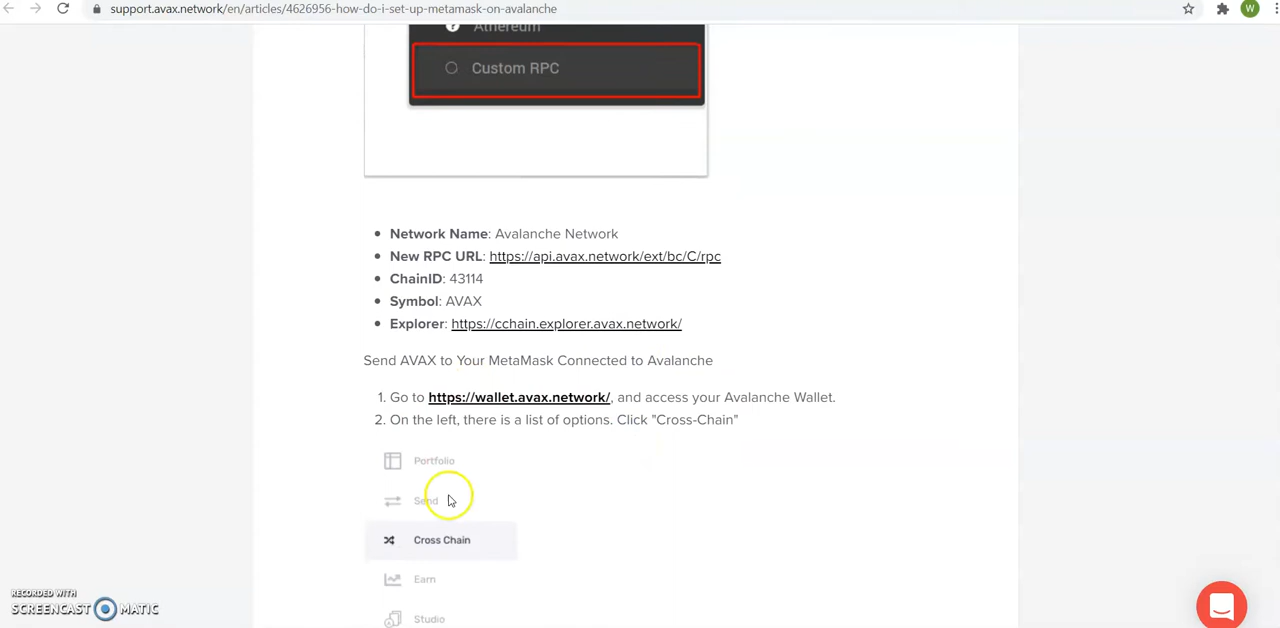 support.avax.network/en/articles/4626956-how-do-i-set-up-metamask-on-avalanche
W
Ethereum
Custom RPC
Network Name: Avalanche Network
New RPC URL: https://api.avax.network/ext/bc/C/rpc
ChainID: 43114
Symbol: AVAX
Explorer: https://cchain.explorer.avax.network/
Send AVAX to Your MetaMask Connected to Avalanche
1. Go to https://wallet.avax.network/, and access your Avalanche Wallet.
2. On the left, there is a list of options. Click "Cross-Chain"
Portfolio
Send
Cross Chain
Earn
Studio
RECORDED WITH
SCREENCAST MATIC